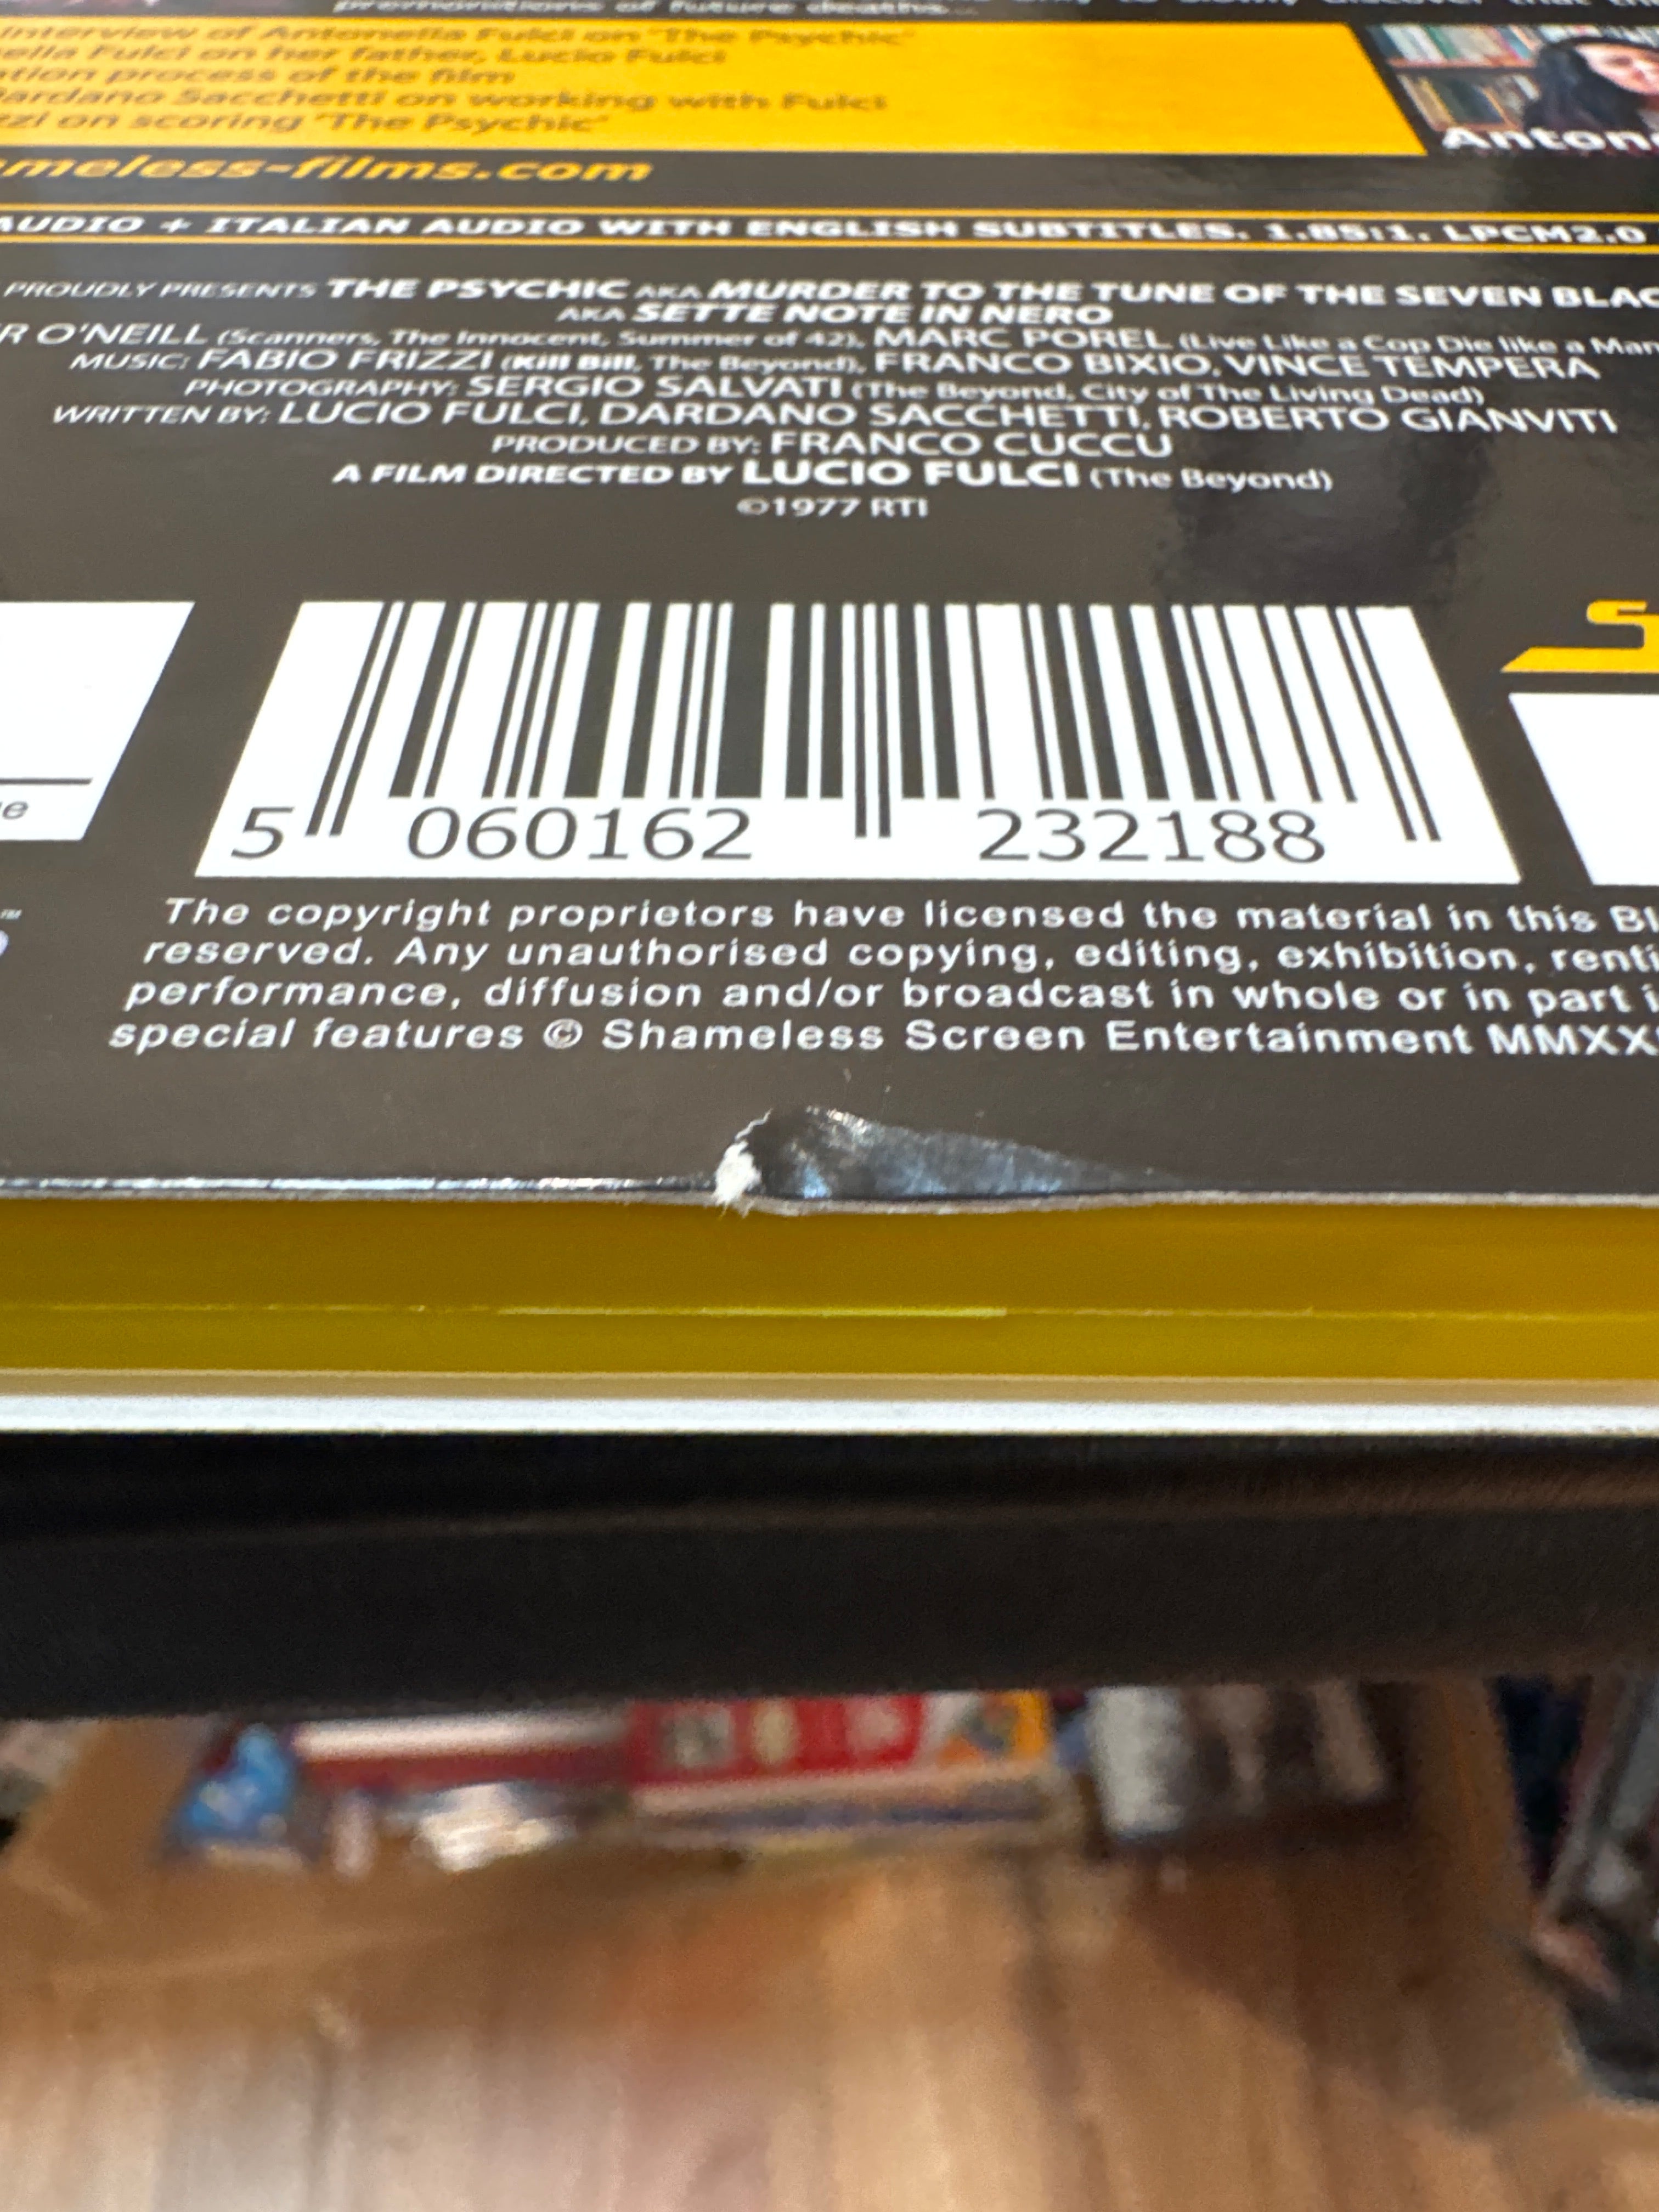 premonitions of future deaths...
interview of Antonella Fulci on 'The Psychic'
ella Fulci on her father, Lucio Fulci
ation process of the film
Dardano Sacchetti on working with Fulci
zzi on scoring 'The Psychic'
Antone
meless-films.com
AUDIO + ITALIAN AUDIO WITH ENGLISH SUBTITLES. 1.85:1. LPCM2.0
PROUDLY PRESENTS THE PSYCHIC AKA MURDER TO THE TUNE OF THE SEVEN BLAC
AKA SETTE NOTE IN NERO
R O'NEILL (Scanners, The Innocent, Summer of 42), MARC POREL (Live Like a Cop Die like a Man
MUSIC: FABIO FRIZZI (Kill Bill, The Beyond), FRANCO BIXIO, VINCE TEMPERA
PHOTOGRAPHY: SERGIO SALVATI (The Beyond, City of The Living Dead)
WRITTEN BY: LUCIO FULCI, DARDANO SACCHETTI, ROBERTO GIANVITI
PRODUCED BY: FRANCO CUCCU
A FILM DIRECTED BY LUCIO FULCI (The Beyond)
©1977 RTI
5 060162 232188
The copyright proprietors have licensed the material in this Bl
reserved. Any unauthorised copying, editing, exhibition, renti
performance, diffusion and/or broadcast in whole or in part i
special features © Shameless Screen Entertainment MMXX